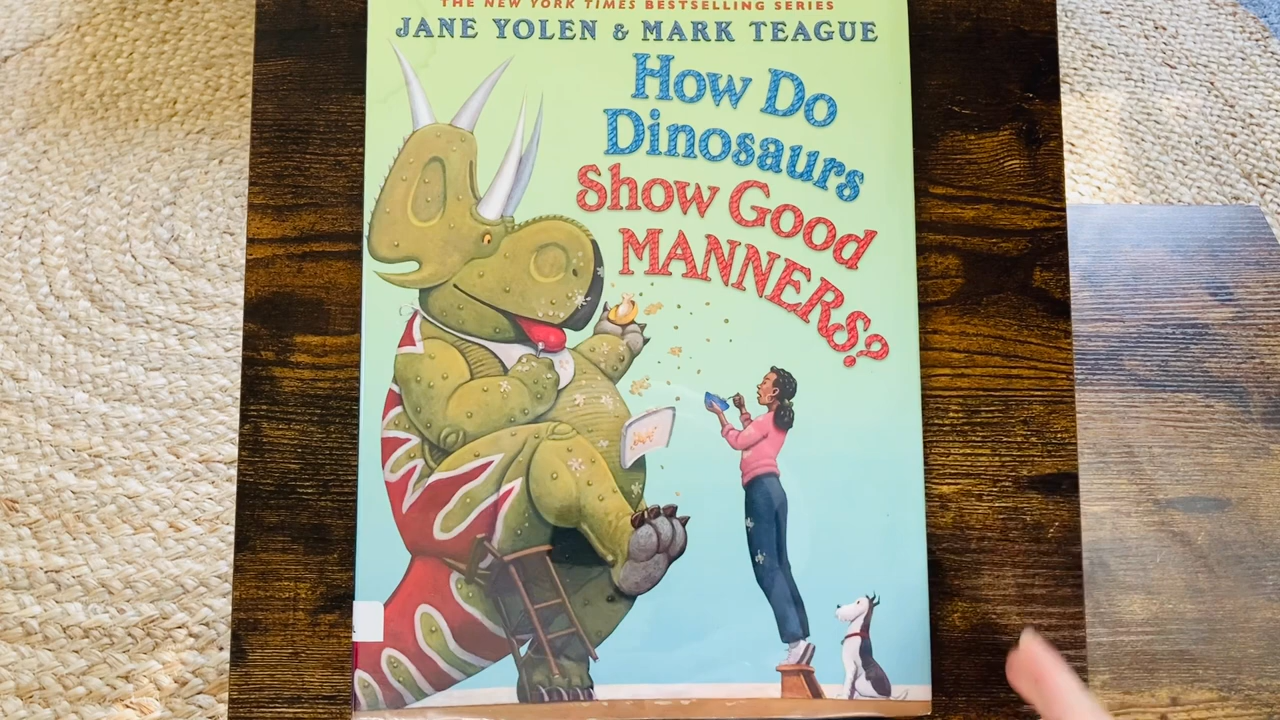 THE NEW YORK TIMES BESTSELLING SERIES
JANE YOLEN & MARK TEAGUE
How Do
Dinosaurs
Show Good
MANNERS?